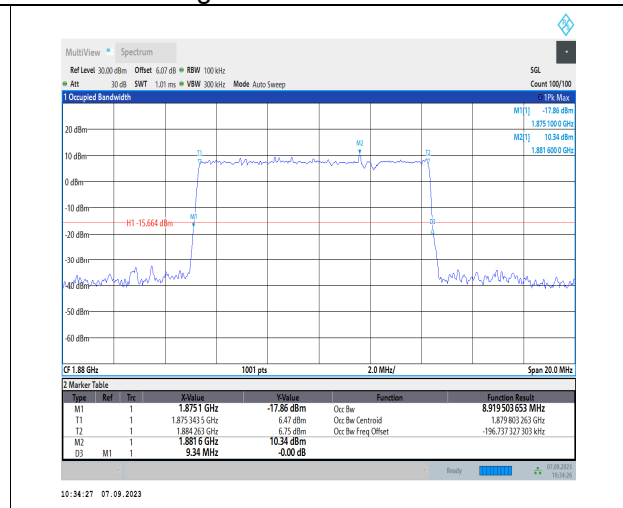 MultiView Spectrum
Ref Level 30.00 dBm Offset 6.07 dB RBW 100 kHz SGL
Att 30 dB SWT 1.01 ms VBW 300 kHz Mode Auto Sweep Count 100/100
1 Occupied Bandwidth 1Pk Max
M1[1] -17.86 dBm
1.875 100 0 GHz
M2[1] 10.34 dBm
1.881 600 0 GHz
20 dBm
M2
T1 T2
10 dBm
0 dBm
-10 dBm
M1
D3
H1 -15.664 dBm
-20 dBm
-30 dBm
-40 dBm
-50 dBm
-60 dBm
CF 1.88 GHz 1001 pts 2.0 MHz/ Span 20.0 MHz
2 Marker Table
Type Ref Trc X-Value Y-Value Function Function Result
M1 1 1.875 1 GHz -17.86 dBm Occ Bw 8.919 503 653 MHz
T1 1 1.875 343 5 GHz 6.47 dBm Occ Bw Centroid 1.879 803 263 GHz
T2 1 1.884 263 GHz 6.75 dBm Occ Bw Freq Offset -196.737 327 303 kHz
M2 1 1.881 6 GHz 10.34 dBm
D3 M1 1 9.34 MHz -0.00 dB
Ready 07.09.2023
10:34:26
10:34:27 07.09.2023